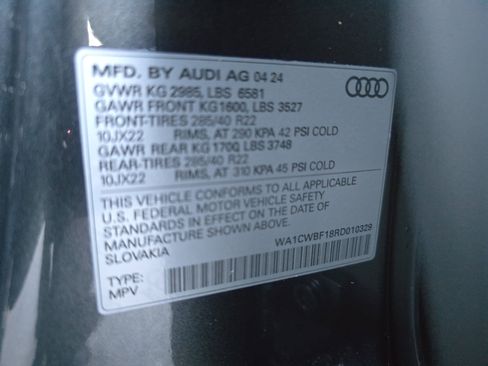 MFD. BY AUDI AG 04 24
GVWR KG 2985, LBS 6581
GAWR FRONT KG1600, LBS 3527
FRONT-TIRES 285/40 R22
10JX22 RIMS, AT 290 KPA 42 PSI COLD
GAWR REAR KG 1700, LBS 3748
REAR-TIRES 285/40 R22
10JX22 RIMS, AT 310 KPA 45 PSI COLD
THIS VEHICLE CONFORMS TO ALL APPLICABLE
U.S. FEDERAL MOTOR VEHICLE SAFETY
STANDARDS IN EFFECT ON THE DATE OF
MANUFACTURE SHOWN ABOVE.
SLOVAKIA
WA1CWBF18RD010329
TYPE:
MPV